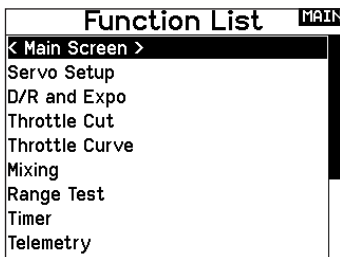 Function List
MAIN
< Main Screen >
Servo Setup
D/R and Expo
Throttle Cut
Throttle Curve
Mixing
Range Test
Timer
Telemetry